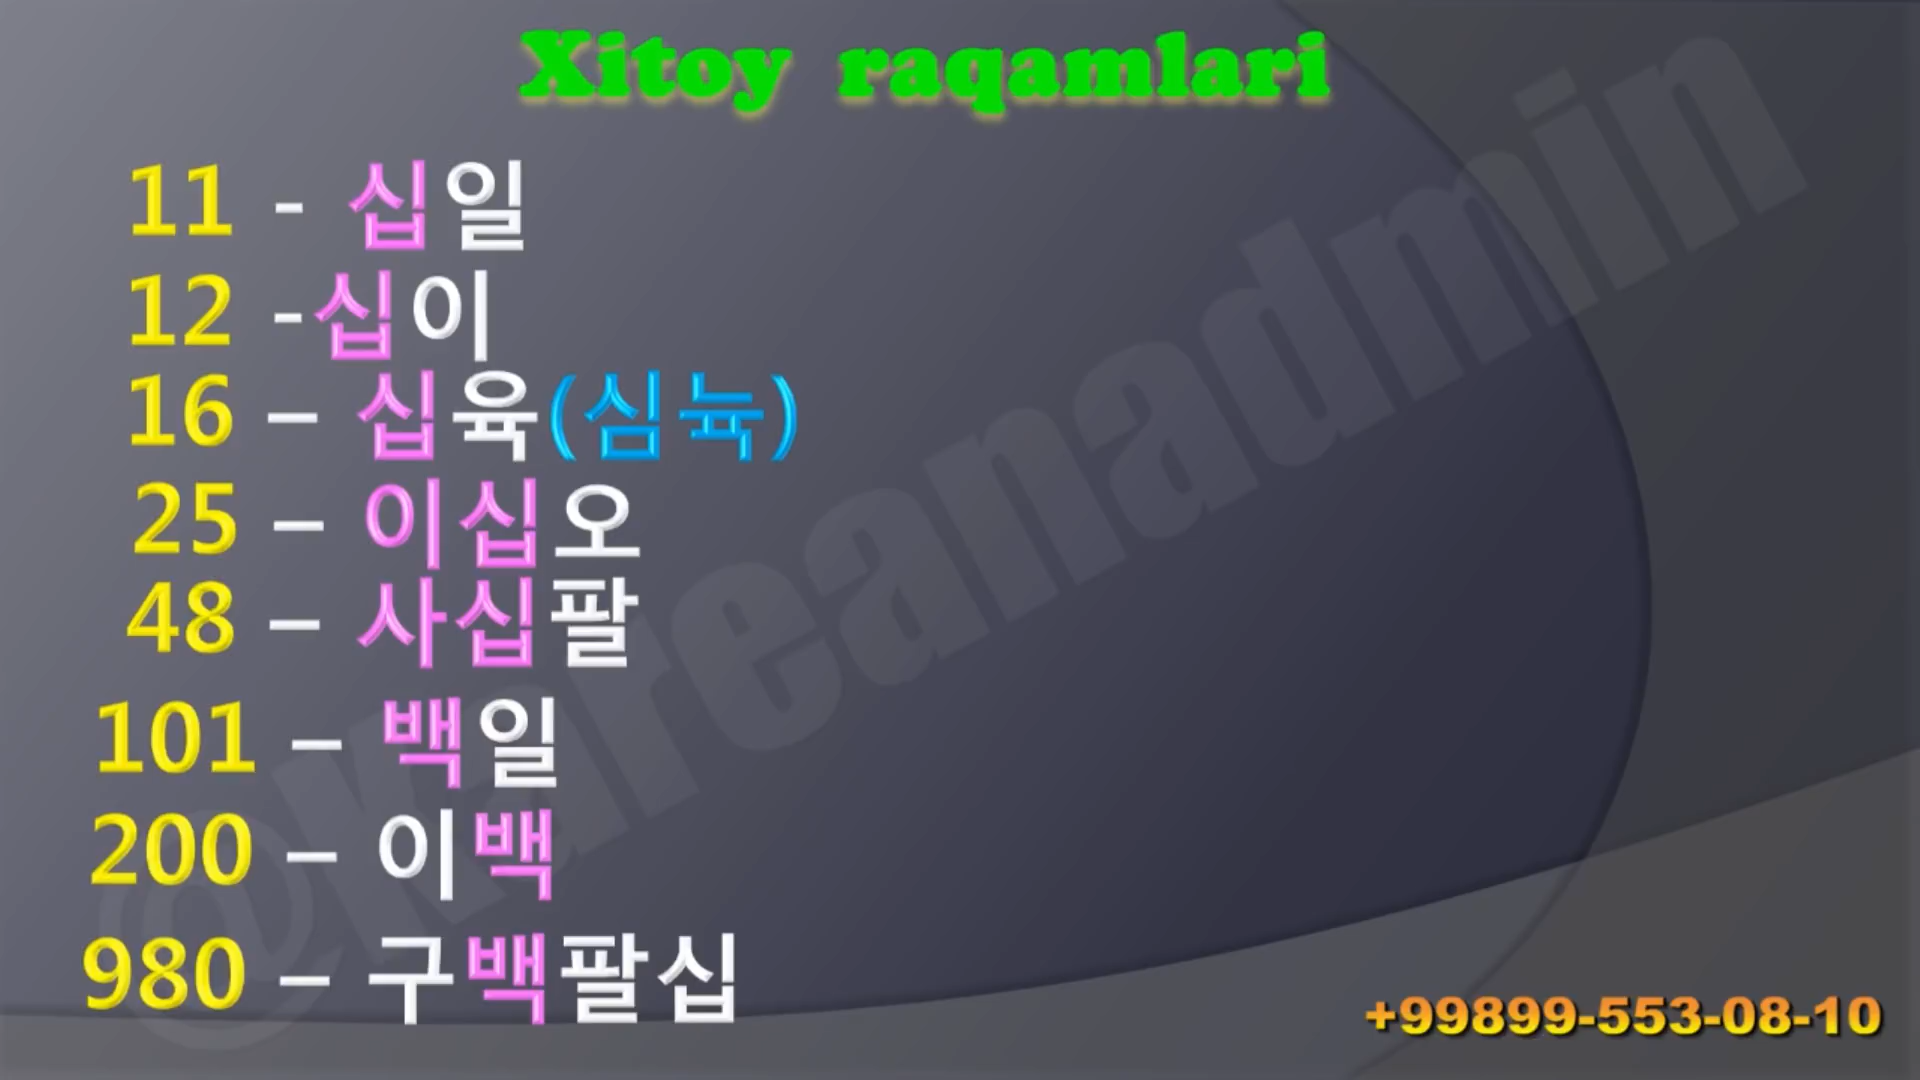 Xitoy raqamlari
11 - 십일
12 -십이
16 – 십육(심뉵)
25 – 이십오
48 – 사십팔
101 – 백일
200 – 이백
980 – 구백팔십
+99899-553-08-10
@Kareanadmin